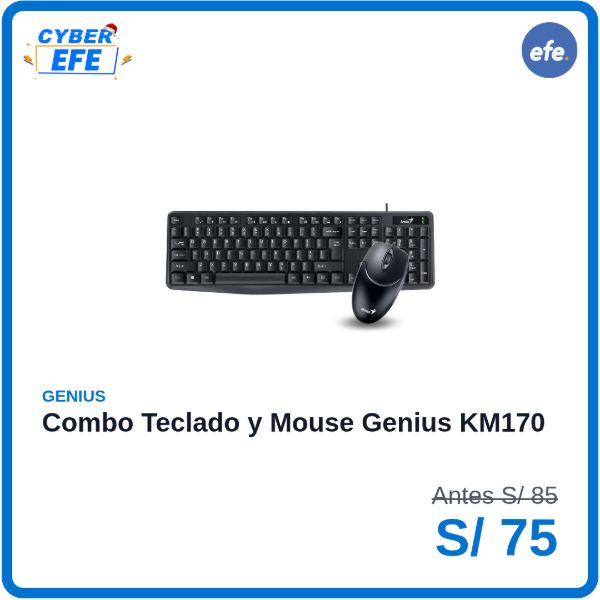 CYBER
EFE
efe.
GENIUS
Combo Teclado y Mouse Genius KM170
Antes S/ 85
S/ 75